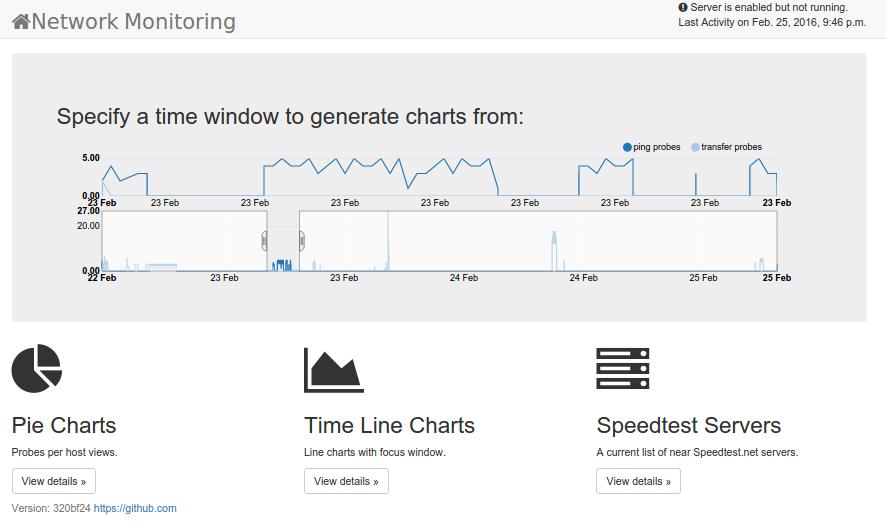 Network Monitoring
Server is enabled but not running.
Last Activity on Feb. 25, 2016, 9:46 p.m.
Specify a time window to generate charts from:
ping probes transfer probes
5.00
0.00
23 Feb 23 Feb 23 Feb 23 Feb 23 Feb 23 Feb 23 Feb 23 Feb
27.00
20.00
0.00
22 Feb 23 Feb 23 Feb 24 Feb 24 Feb 25 Feb 25 Feb
Pie Charts
Probes per host views.
View details »
Time Line Charts
Line charts with focus window.
View details »
Speedtest Servers
A current list of near Speedtest.net servers.
View details »
Version: 320bf24 https://github.com